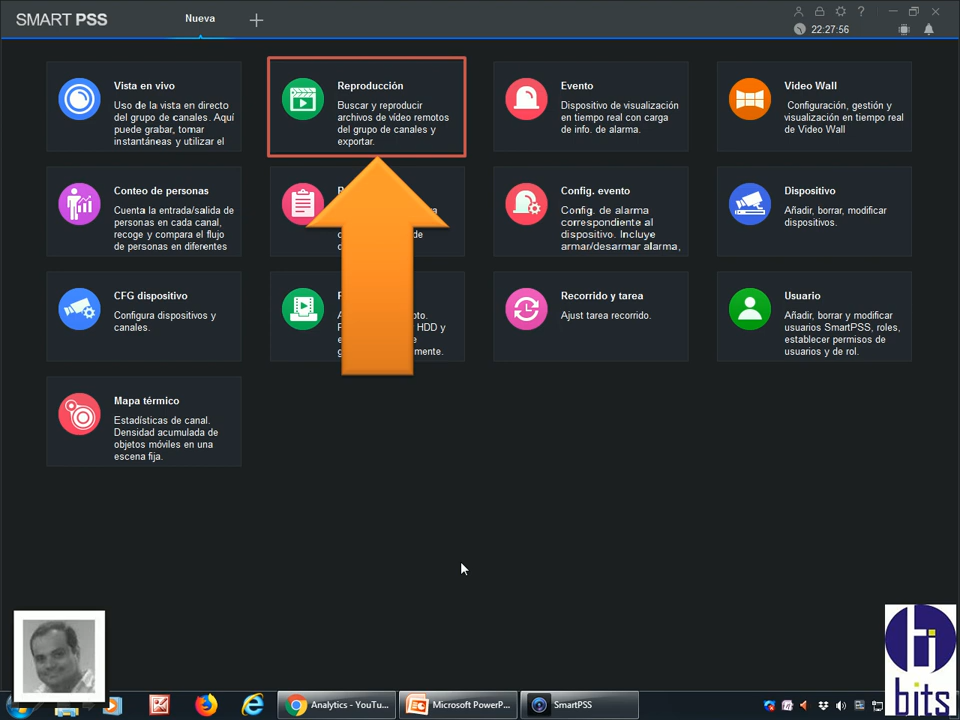 SMART PSS
Nueva
22:27:56
Vista en vivo
Uso de la vista en directo
del grupo de canales. Aquí
puede grabar, tomar
instantáneas y utilizar el
Reproducción
Buscar y reproducir
archivos de vídeo remotos
del grupo de canales y
exportar.
Evento
Dispositivo de visualización
en tiempo real con carga
de info. de alarma.
Video Wall
Configuración, gestión y
visualización en tiempo real
de Video Wall
Conteo de personas
Cuenta la entrada/salida de
personas en cada canal,
recoge y compara el flujo
de personas en diferentes
de
Config. evento
Config. de alarma
correspondiente al
dispositivo. Incluye
armar/desarmar alarma,
Dispositivo
Añadir, borrar, modificar
dispositivos.
CFG dispositivo
Configura dispositivos y
canales.
HDD y
Recorrido y tarea
Ajust tarea recorrido.
Usuario
Añadir, borrar y modificar
usuarios SmartPSS, roles,
establecer permisos de
usuarios y de rol.
Mapa térmico
Estadísticas de canal.
Densidad acumulada de
objetos móviles en una
escena fija.
hi
bits
Analytics - YouTu...
Microsoft PowerP...
SmartPSS